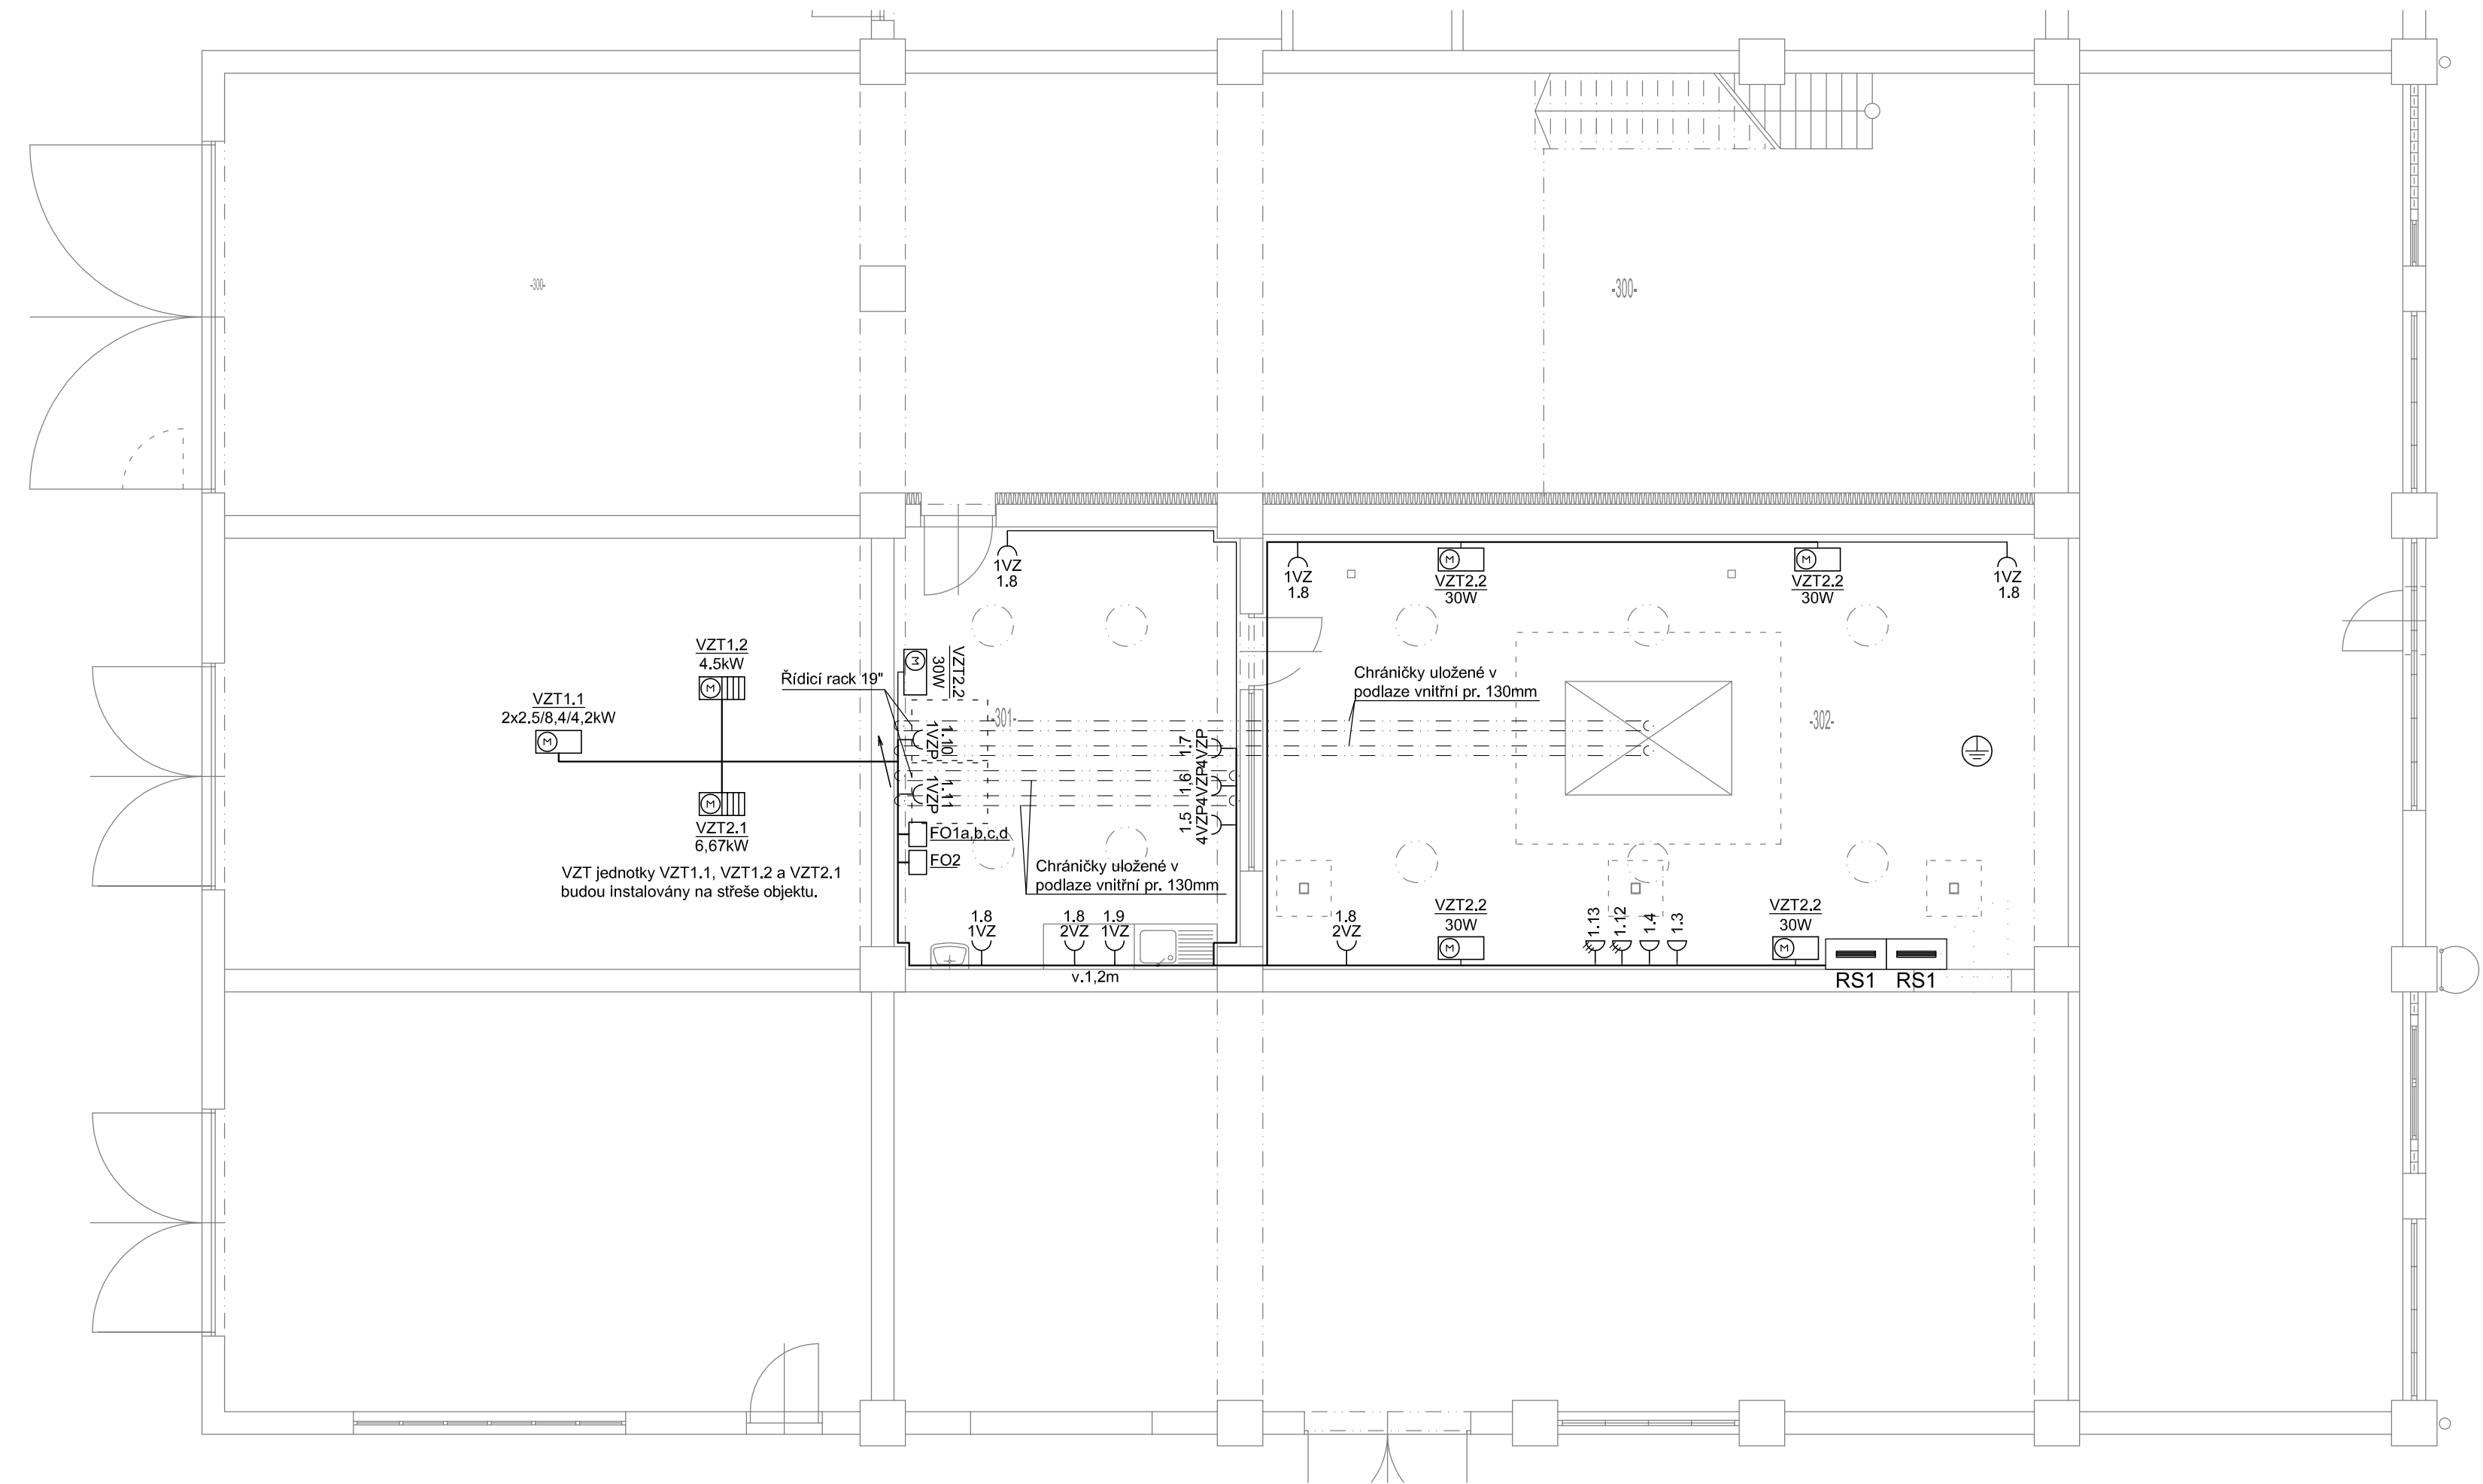 -300-
-300-
1VZ
1.8
1VZ
1.8
VZT2.2
30W
VZT2.2
30W
1VZ
1.8
VZT1.2
4.5kW
VZT2.2
30W
Řídicí rack 19"
Chráničky uložené v
podlaze vnitřní pr. 130mm
VZT1.1
2x2.5/8,4/4,2kW
-301-
-302-
1.10
1VZP
1.7
4VZP
1,6
4VZP
1.11
1VZP
1.5
4VZP
VZT2.1
6,67kW
FO1a,b,c,d
FO2
VZT jednotky VZT1.1, VZT1.2 a VZT2.1
budou instalovány na střeše objektu.
Chráničky uložené v
podlaze vnitřní pr. 130mm
1.8
1VZ
1.8
2VZ
1.9
1VZ
1.8
2VZ
VZT2.2
30W
1.13
1.12
1.4
1.3
VZT2.2
30W
v.1,2m
RS1
RS1
M
M
M
M
M
M
M
M